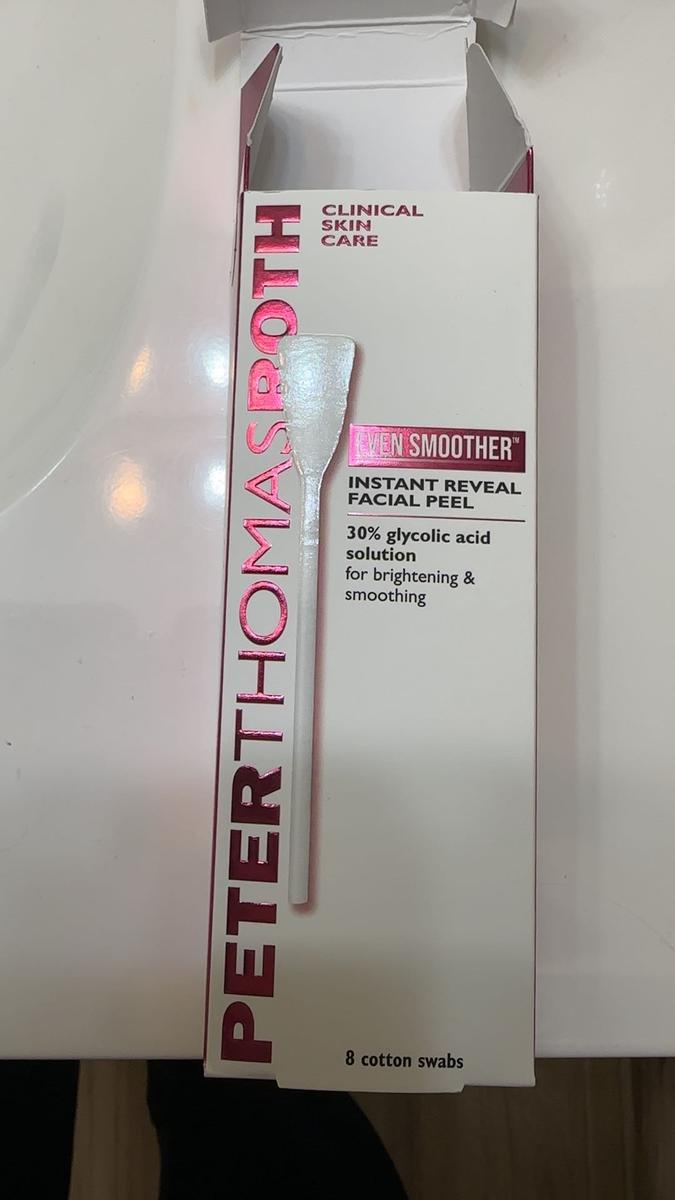 PETERTHOMASROTH
CLINICAL
SKIN
CARE
EVEN SMOOTHER™
INSTANT REVEAL
FACIAL PEEL
30% glycolic acid
solution
for brightening &
smoothing
8 cotton swabs